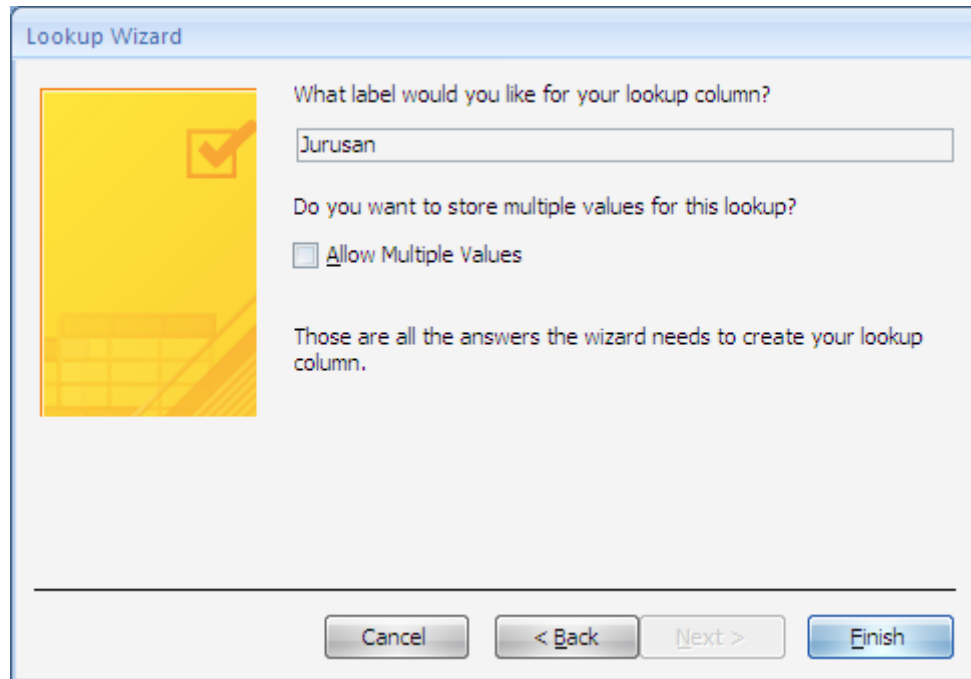 Lookup Wizard
What label would you like for your lookup column?
Jurusan
Do you want to store multiple values for this lookup?
Allow Multiple Values
Those are all the answers the wizard needs to create your lookup
column.
Cancel
< Back
Next >
Finish